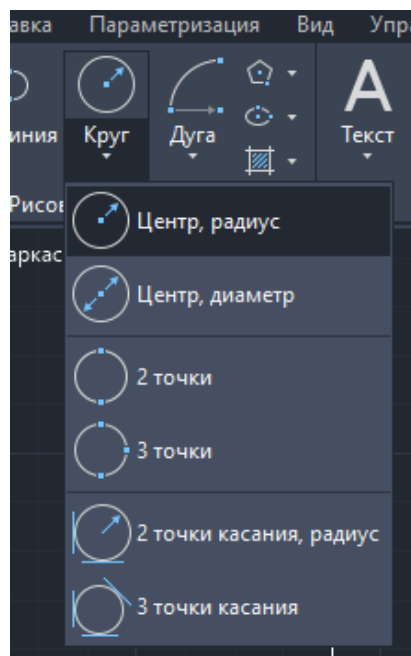 авка Параметризация Вид Упра
иния Круг Дуга Текст
Рисов
Центр, радиус
аркас
Центр, диаметр
2 точки
3 точки
2 точки касания, радиус
3 точки касания